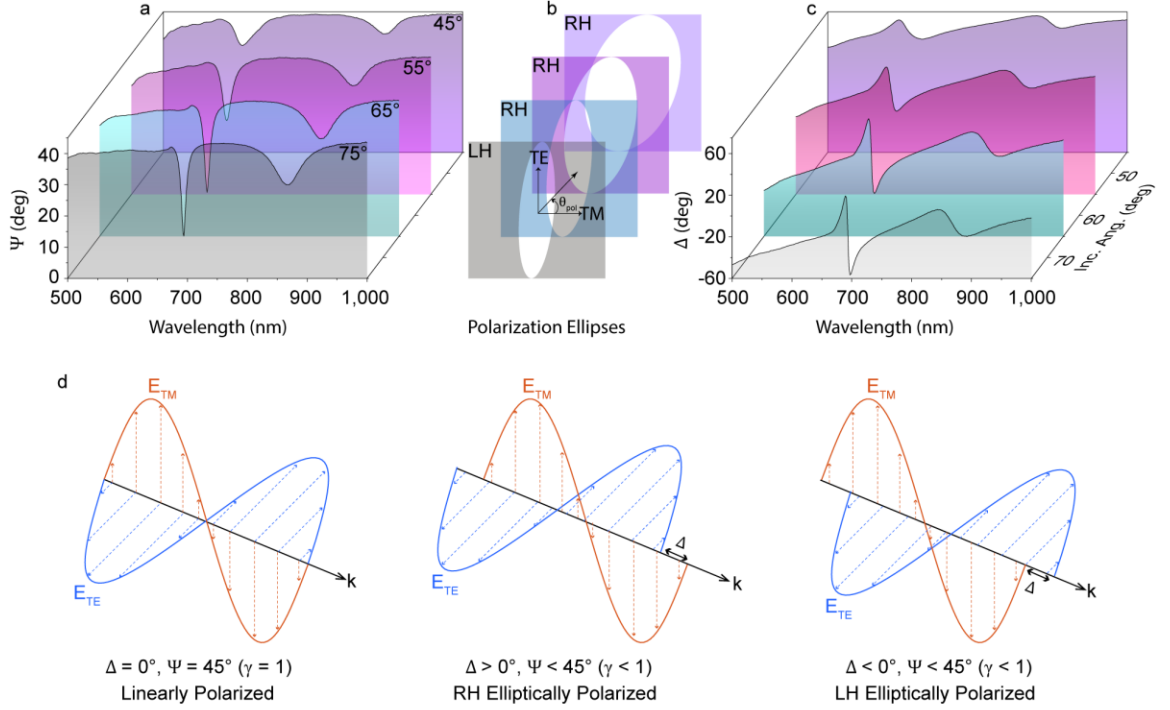 a
45°
55°
65°
75°
40
30
20
10
0
Ψ (deg)
500 600 700 800 900 1,000
Wavelength (nm)
b
RH
RH
RH
LH
TE
θpol
TM
Polarization Ellipses
c
60
20
-20
-60
Δ (deg)
50
60
70
Inc. Ang. (deg)
500 600 700 800 900 1,000
Wavelength (nm)
d
ETM
ETE
k
Δ = 0°, Ψ = 45° (γ = 1)
Linearly Polarized
ETM
ETE
Δ
k
Δ > 0°, Ψ < 45° (γ < 1)
RH Elliptically Polarized
ETM
ETE
Δ
k
Δ < 0°, Ψ < 45° (γ < 1)
LH Elliptically Polarized